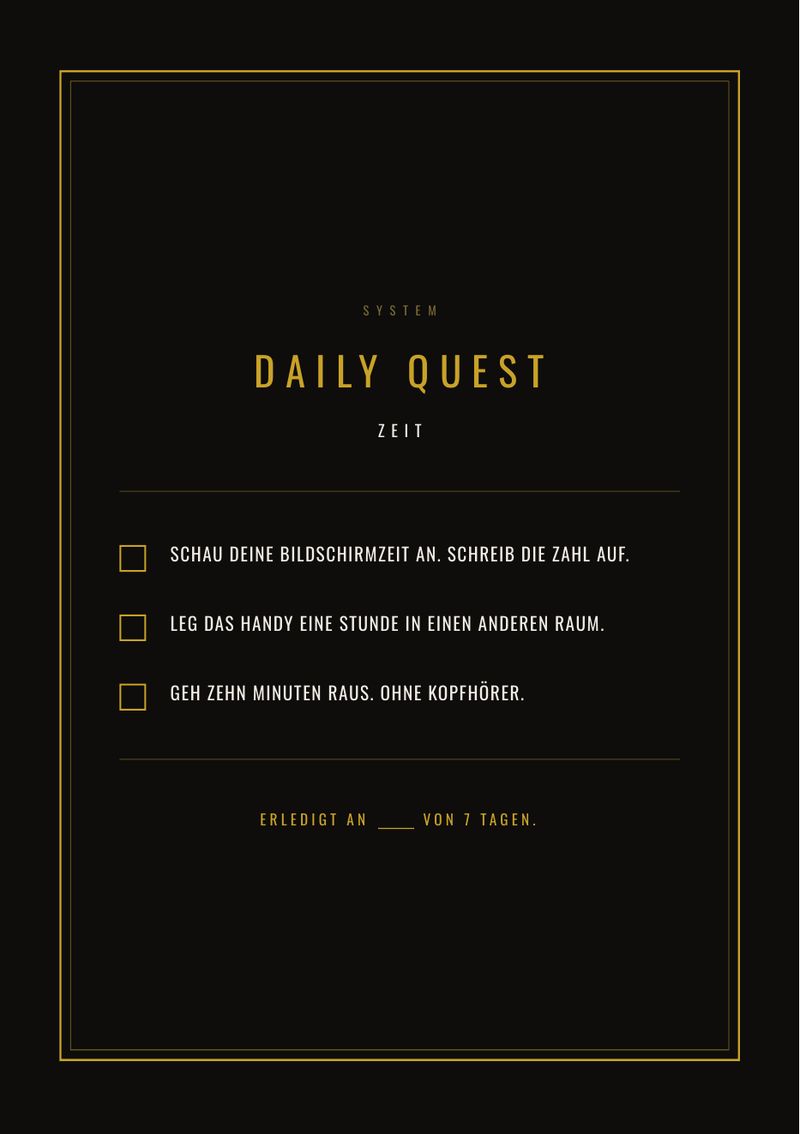 SYSTEM
DAILY QUEST
ZEIT
SCHAU DEINE BILDSCHIRMZEIT AN. SCHREIB DIE ZAHL AUF.
LEG DAS HANDY EINE STUNDE IN EINEN ANDEREN RAUM.
GEH ZEHN MINUTEN RAUS. OHNE KOPFHÖRER.
ERLEDIGT AN ____ VON 7 TAGEN.